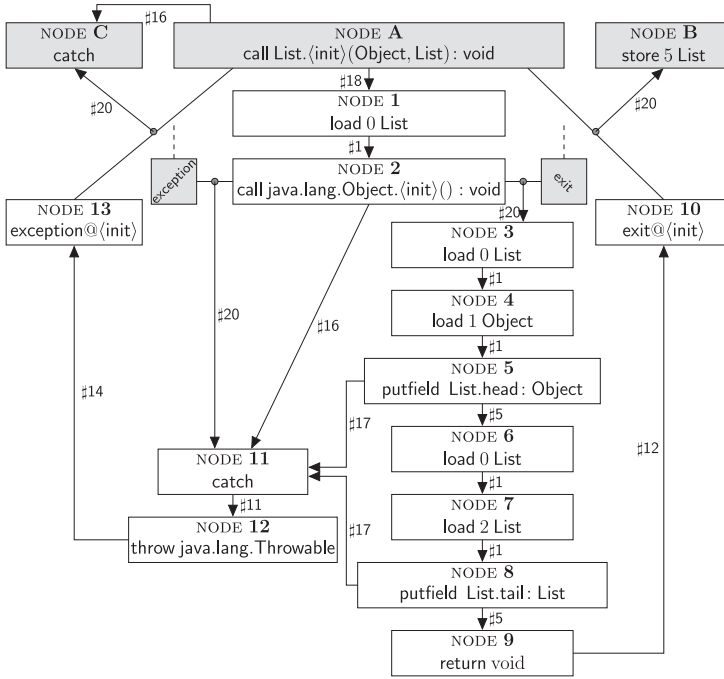 ♯16
NODE C
catch
NODE A
call List.⟨init⟩(Object, List) : void
NODE B
store 5 List
♯18
♯20
♯20
NODE 1
load 0 List
♯1
exception
NODE 2
call java.lang.Object.⟨init⟩() : void
exit
NODE 13
exception@⟨init⟩
♯20
NODE 10
exit@⟨init⟩
NODE 3
load 0 List
♯1
NODE 4
load 1 Object
♯20
♯16
♯1
NODE 5
putfield List.head : Object
♯14
♯17
♯5
NODE 6
load 0 List
♯12
NODE 11
catch
♯1
♯11
NODE 7
load 2 List
NODE 12
throw java.lang.Throwable
♯17
♯1
NODE 8
putfield List.tail : List
♯5
NODE 9
return void